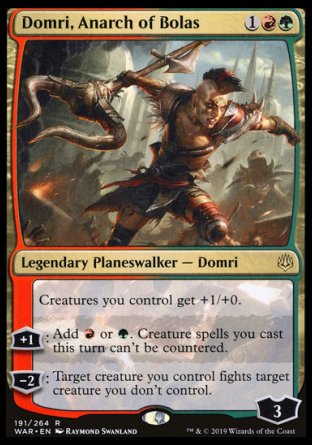 Domri, Anarch of Bolas 1
Legendary Planeswalker — Domri
Creatures you control get +1/+0.
+1: Add or . Creature spells you cast
this turn can't be countered.
-2: Target creature you control fights target
creature you don't control.
3
191/264 R
WAR • EN RAYMOND SWANLAND ™ & © 2019 Wizards of the Coast